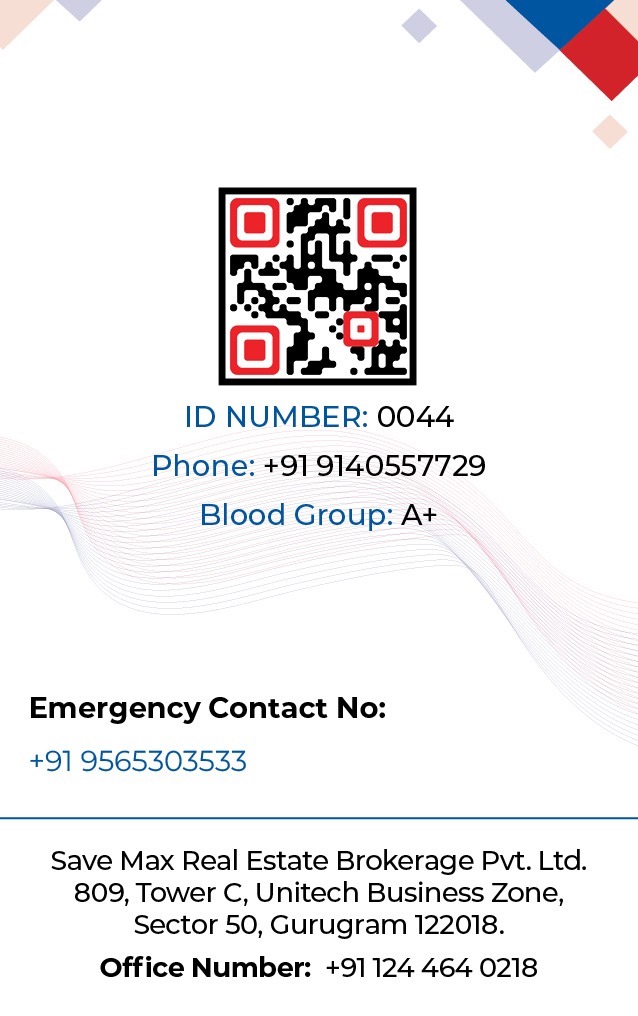 ID NUMBER: 0044
Phone: +91 9140557729
Blood Group: A+
Emergency Contact No:
+91 9565303533
Save Max Real Estate Brokerage Pvt. Ltd.
809, Tower C, Unitech Business Zone,
Sector 50, Gurugram 122018.
Office Number: +91 124 464 0218